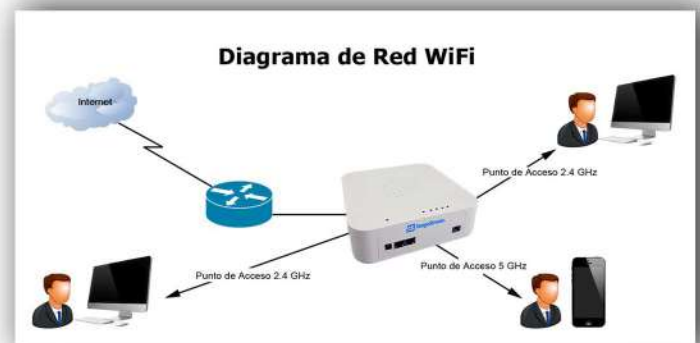 Diagrama de Red WiFi
Internet
Punto de Acceso 2.4 GHz
Punto de Acceso 2.4 GHz
Punto de Acceso 5 GHz